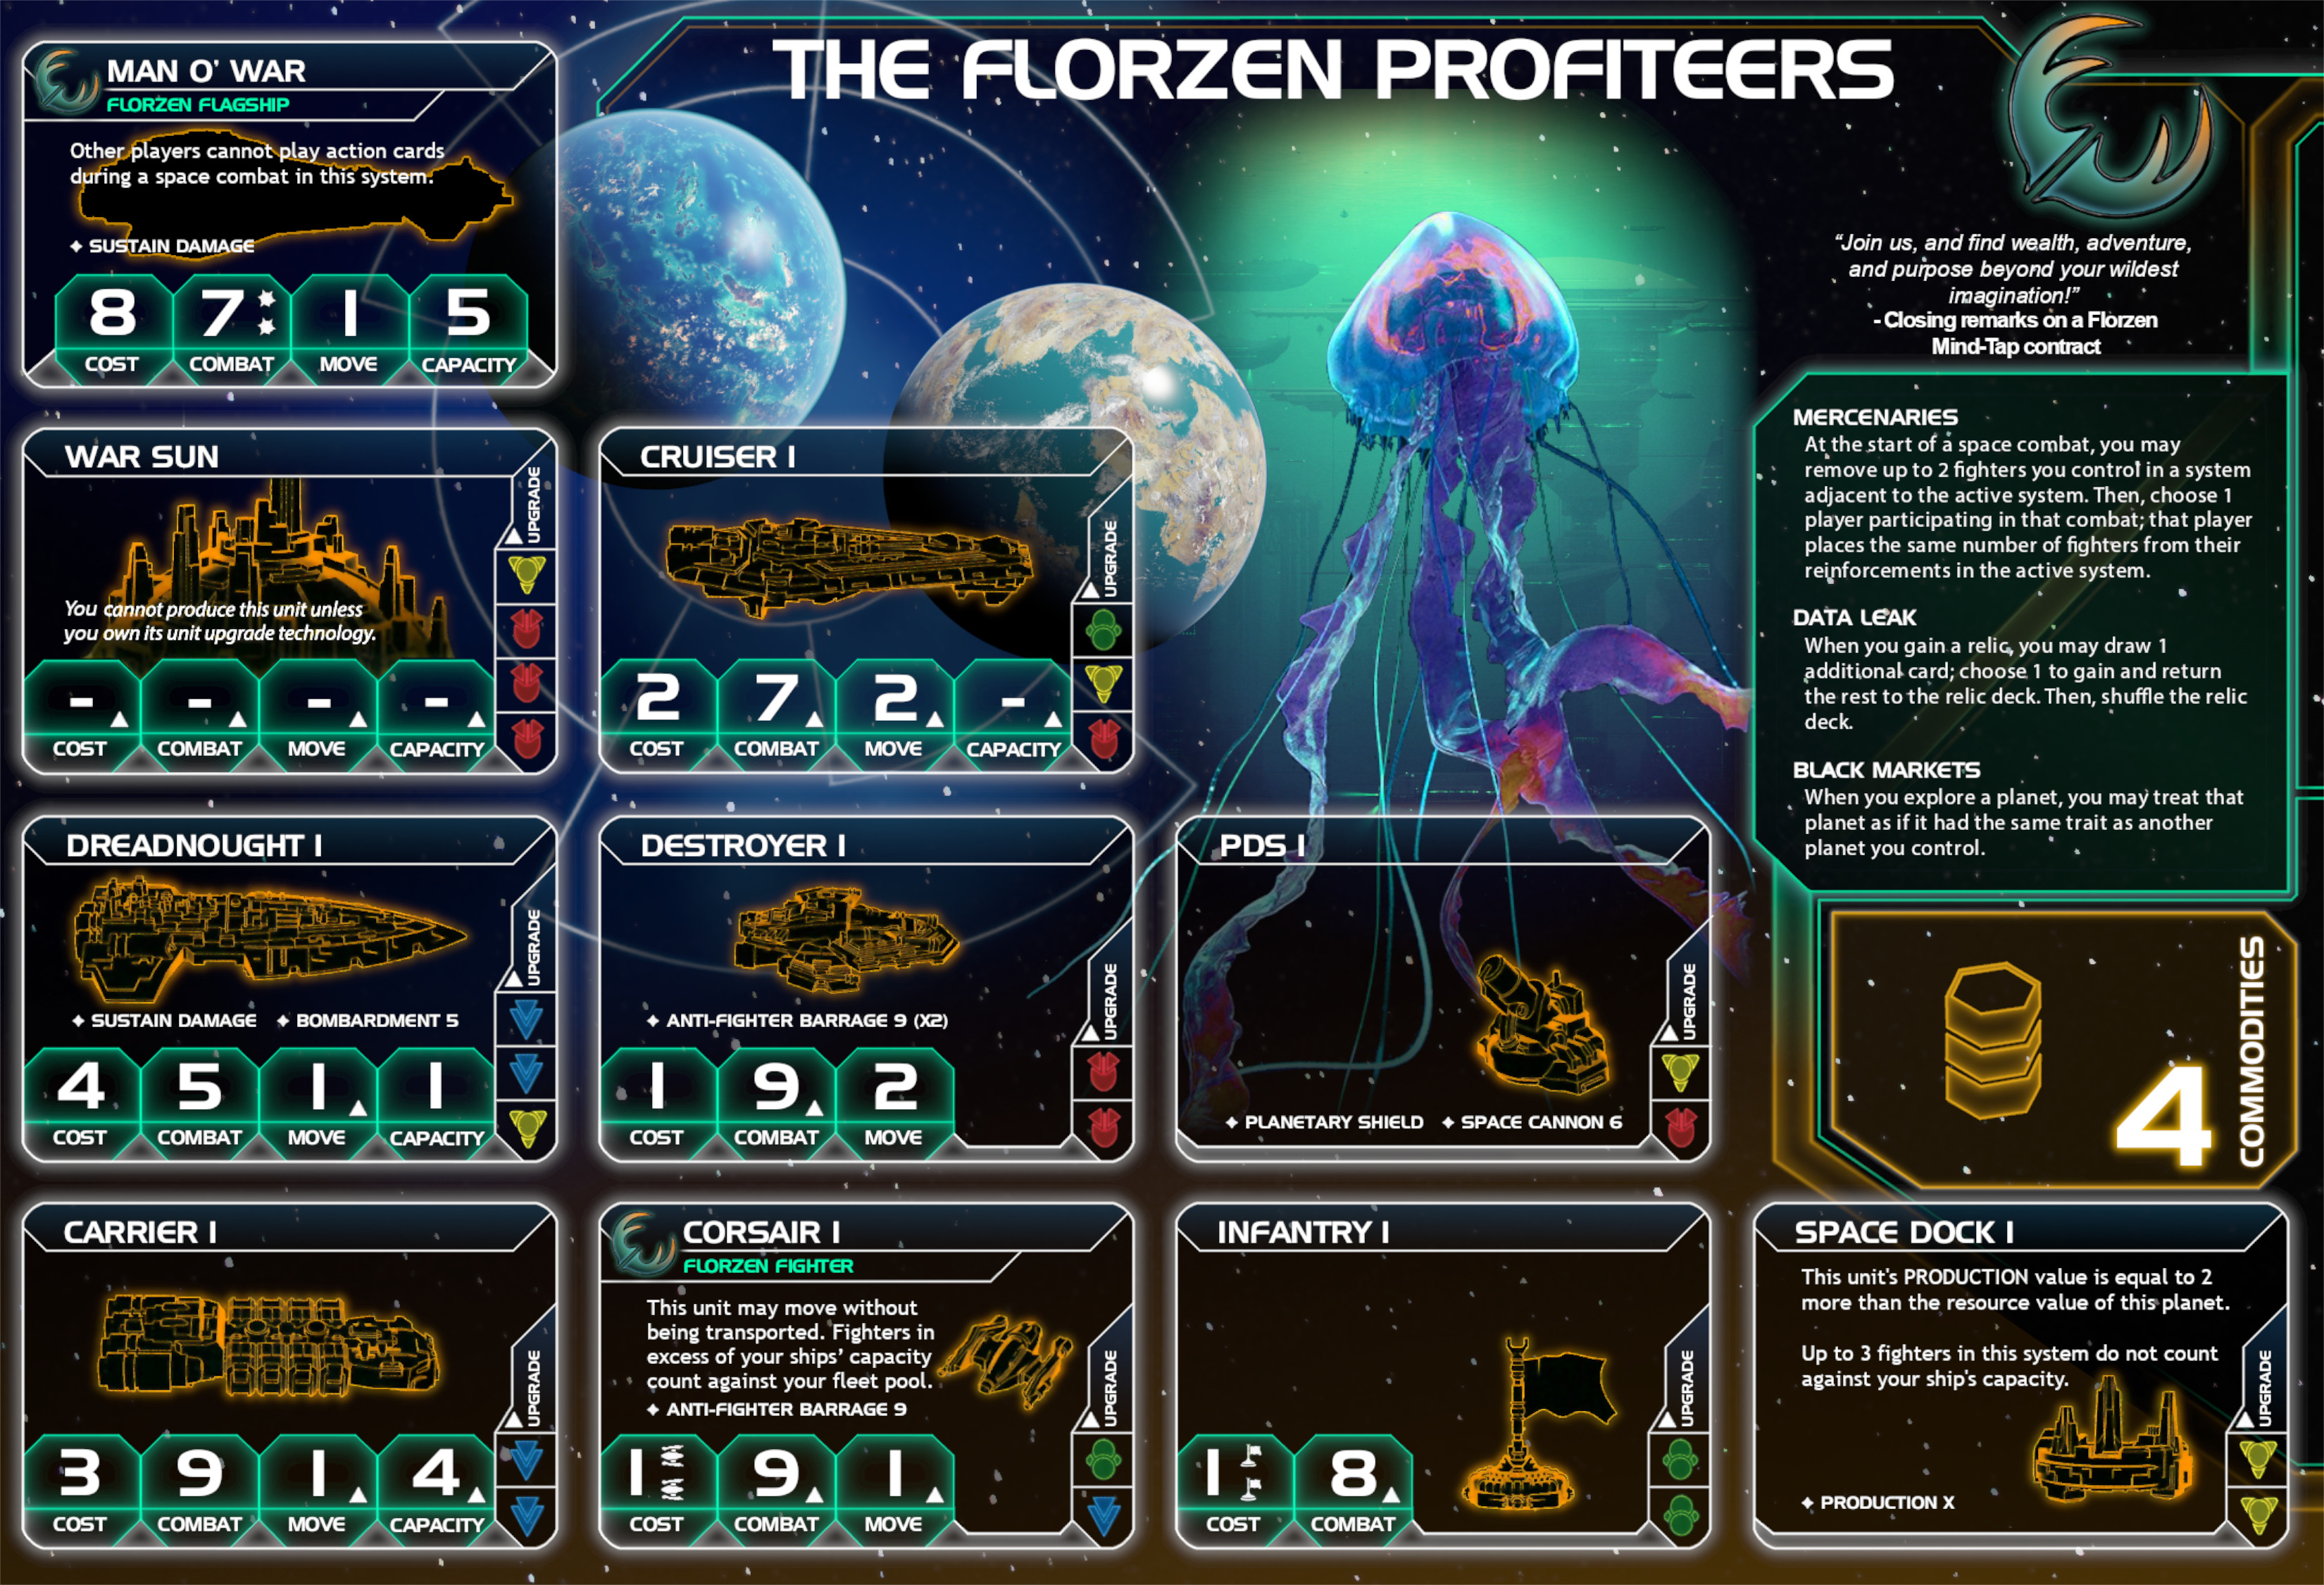 THE FLORZEN PROFITEERS
MAN O' WAR
FLORZEN FLAGSHIP
Other players cannot play action cards
during a space combat in this system.
SUSTAIN DAMAGE
8 7 1 5
COST COMBAT MOVE CAPACITY
“Join us, and find wealth, adventure,
and purpose beyond your wildest
imagination!”
- Closing remarks on a Florzen
Mind-Tap contract
WAR SUN
UPGRADE
You cannot produce this unit unless
you own its unit upgrade technology.
- - - -
COST COMBAT MOVE CAPACITY
CRUISER I
UPGRADE
2 7 2 -
COST COMBAT MOVE CAPACITY
MERCENARIES
At the start of a space combat, you may
remove up to 2 fighters you control in a system
adjacent to the active system. Then, choose 1
player participating in that combat; that player
places the same number of fighters from their
reinforcements in the active system.
DATA LEAK
When you gain a relic, you may draw 1
additional card; choose 1 to gain and return
the rest to the relic deck. Then, shuffle the relic
deck.
BLACK MARKETS
When you explore a planet, you may treat that
planet as if it had the same trait as another
planet you control.
DREADNOUGHT I
UPGRADE
SUSTAIN DAMAGE BOMBARDMENT 5
4 5 1 1
COST COMBAT MOVE CAPACITY
DESTROYER I
UPGRADE
ANTI-FIGHTER BARRAGE 9 (X2)
1 9 2
COST COMBAT MOVE
PDS I
UPGRADE
PLANETARY SHIELD SPACE CANNON 6
4
COMMODITIES
CARRIER I
UPGRADE
3 9 1 4
COST COMBAT MOVE CAPACITY
CORSAIR I
FLORZEN FIGHTER
This unit may move without
being transported. Fighters in
excess of your ships’ capacity
count against your fleet pool.
ANTI-FIGHTER BARRAGE 9
UPGRADE
1 9 1
COST COMBAT MOVE
INFANTRY I
UPGRADE
1 8
COST COMBAT
SPACE DOCK I
This unit's PRODUCTION value is equal to 2
more than the resource value of this planet.
Up to 3 fighters in this system do not count
against your ship's capacity.
UPGRADE
PRODUCTION X